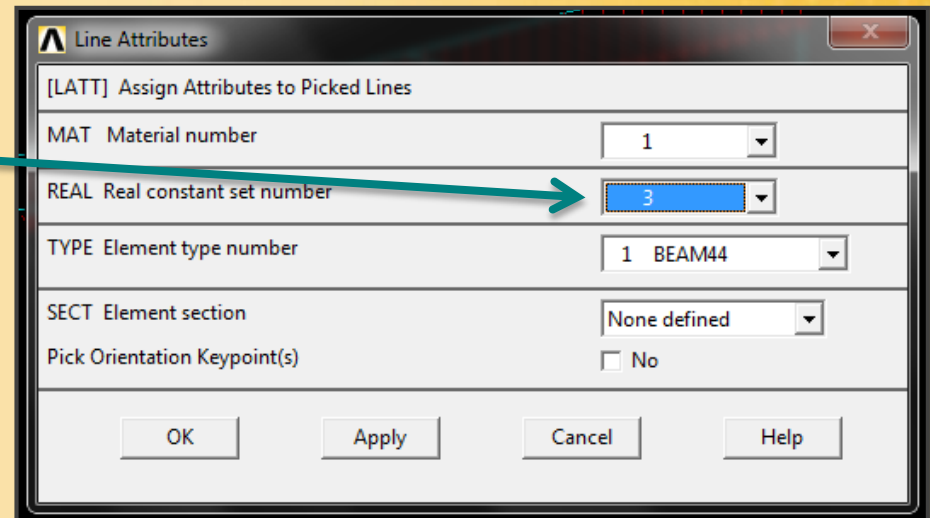 Line Attributes
[LATT] Assign Attributes to Picked Lines
MAT Material number 1
REAL Real constant set number 3
TYPE Element type number 1 BEAM44
SECT Element section None defined
Pick Orientation Keypoint(s) No
OK Apply Cancel Help